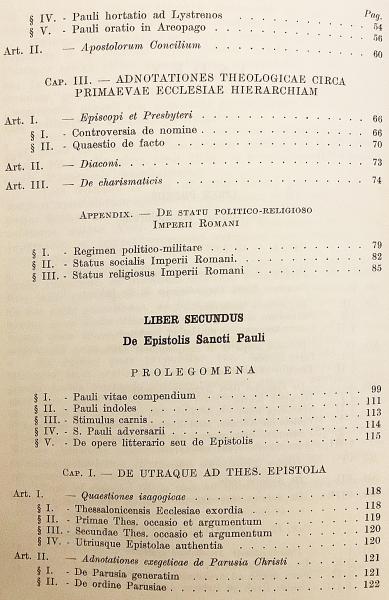 Pag.
§ IV. - Pauli hortatio ad Lystrenos . . . . . . . . . . 54
§ V. - Pauli oratio in Areopago . . . . . . . . . . 56
Art. II. — Apostolorum Concilium . . . . . . . . . . 60
CAP. III. — ADNOTATIONES THEOLOGICAE CIRCA
PRIMAEVAE ECCLESIAE HIERARCHIAM
Art. I. — Episcopi et Presbyteri . . . . . . . . . . 66
§ I. - Controversia de nomine . . . . . . . . . . 66
§ II. - Quaestio de facto . . . . . . . . . . 70
Art. II. — Diaconi. . . . . . . . . . . 73
Art. III. — De charismaticis . . . . . . . . . . 74
APPENDIX. — DE STATU POLITICO-RELIGIOSO
IMPERII ROMANI
§ I. - Regimen politico-militare . . . . . . . . . . 79
§ II. - Status socialis Imperii Romani. . . . . . . . . . 82
§ III. - Status religiosus Imperii Romani . . . . . . . . . . 85
LIBER SECUNDUS
De Epistolis Sancti Pauli
PROLEGOMENA
§ I. - Pauli vitae compendium . . . . . . . . . . 99
§ II. - Pauli indoles . . . . . . . . . . 111
§ III. - Stimulus carnis . . . . . . . . . . 113
§ IV. - S. Pauli adversarii . . . . . . . . . . 114
§ V. - De opere litterario seu de Epistolis . . . . . . . . . . 115
CAP. I. — DE UTRAQUE AD THES. EPISTOLA
Art. I. — Quaestiones isagogicae . . . . . . . . . . 118
§ I. - Thessalonicensis Ecclesiae exordia . . . . . . . . . . 118
§ II. - Primae Thes. occasio et argumentum . . . . . . . . . . 119
§ III. - Secundae Thes. occasio et argumentum . . . . . . . . . . 120
§ IV. - Utriusque Epistolae authentia . . . . . . . . . . 120
Art. II. — Adnotationes exegeticae de Parusia Christi . . . . . . . . . . 121
§ I. - De Parusia generatim . . . . . . . . . . 121
§ II. - De ordine Parusiae . . . . . . . . . . 122